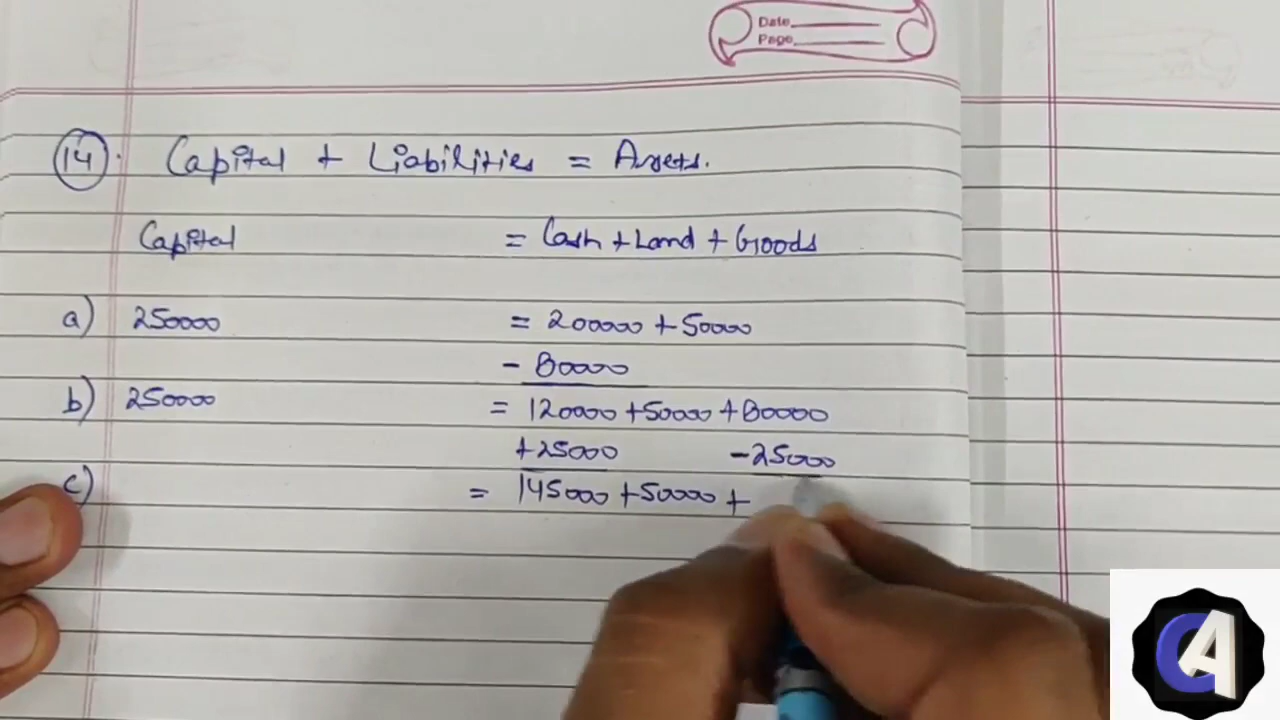 Date
Page
14. Capital + Liabilities = Assets.
Capital = Cash + Land + Goods
a) 250000 = 200000 + 50000
- 80000
b) 250000 = 120000 + 50000 + 80000
+25000 -25000
c) = 145000 + 50000 +
CA